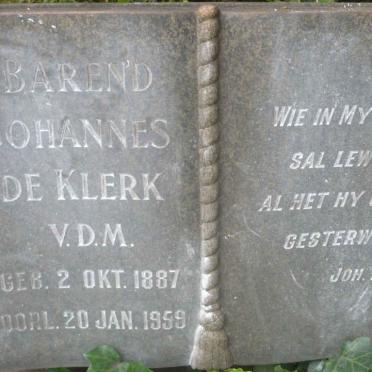 BAREND
JOHANNES
DE KLERK
V.D.M.
GEB. 2 OKT. 1887
OORL. 20 JAN. 1959
WIE IN MY
SAL LEW
AL HET HY
GESTERW
JOH.